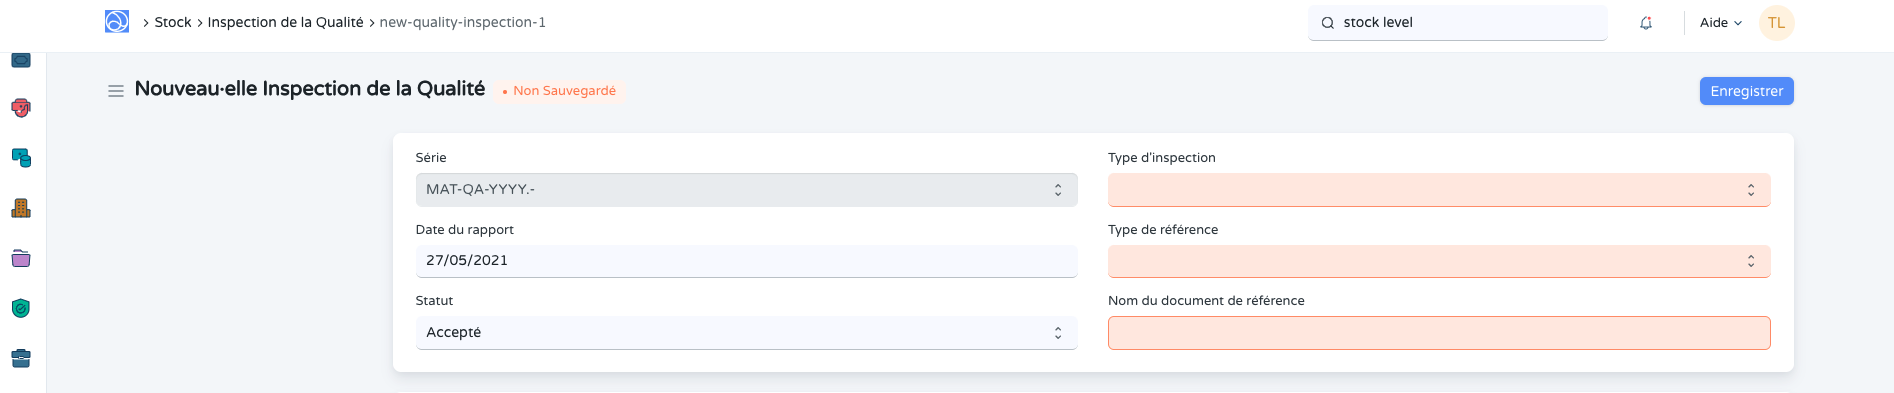 Stock Inspection de la Qualité new-quality-inspection-1
stock level
Aide
TL
Nouveau·elle Inspection de la Qualité
• Non Sauvegardé
Enregistrer
Série
MAT-QA-YYYY.-
Date du rapport
27/05/2021
Statut
Accepté
Type d'inspection
Type de référence
Nom du document de référence